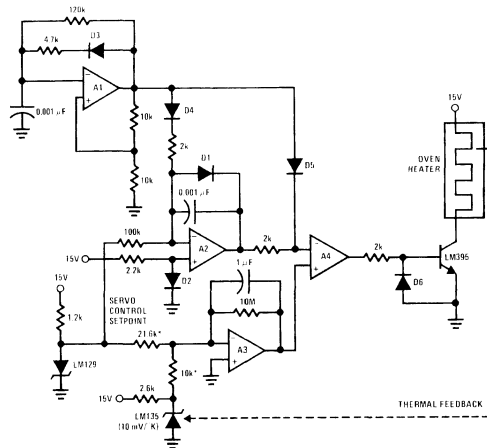 120k
4.7k
D3
A1
0.001 μF
10k
10k
D4
2k
D1
0.001 μF
D5
15V
OVEN
HEATER
100k
A2
2k
A4
2k
LM395
15V
2.2k
D2
1 μF
D6
15V
SERVO
CONTROL
SETPOINT
10M
1.2k
21.6k*
A3
LM129
10k*
15V
2.6k
LM135
(10 mV/°K)
THERMAL FEEDBACK